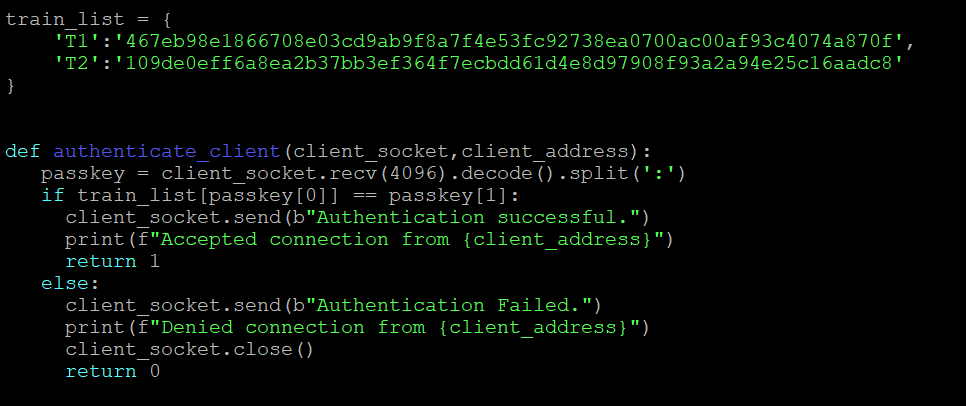 train_list = {
    'T1':'467eb98e1866708e03cd9ab9f8a7f4e53fc92738ea0700ac00af93c4074a870f',
    'T2':'109de0eff6a8ea2b37bb3ef364f7ecbdd61d4e8d97908f93a2a94e25c16aadc8'
}
def authenticate_client(client_socket,client_address):
   passkey = client_socket.recv(4096).decode().split(':')
   if train_list[passkey[0]] == passkey[1]:
     client_socket.send(b"Authentication successful.")
     print(f"Accepted connection from {client_address}")
     return 1
   else:
     client_socket.send(b"Authentication Failed.")
     print(f"Denied connection from {client_address}")
     client_socket.close()
     return 0